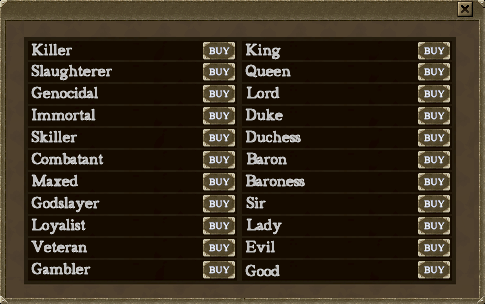 Killer BUY King BUY
Slaughterer BUY Queen BUY
Genocidal BUY Lord BUY
Immortal BUY Duke BUY
Skiller BUY Duchess BUY
Combatant BUY Baron BUY
Maxed BUY Baroness BUY
Godslayer BUY Sir BUY
Loyalist BUY Lady BUY
Veteran BUY Evil BUY
Gambler BUY Good BUY